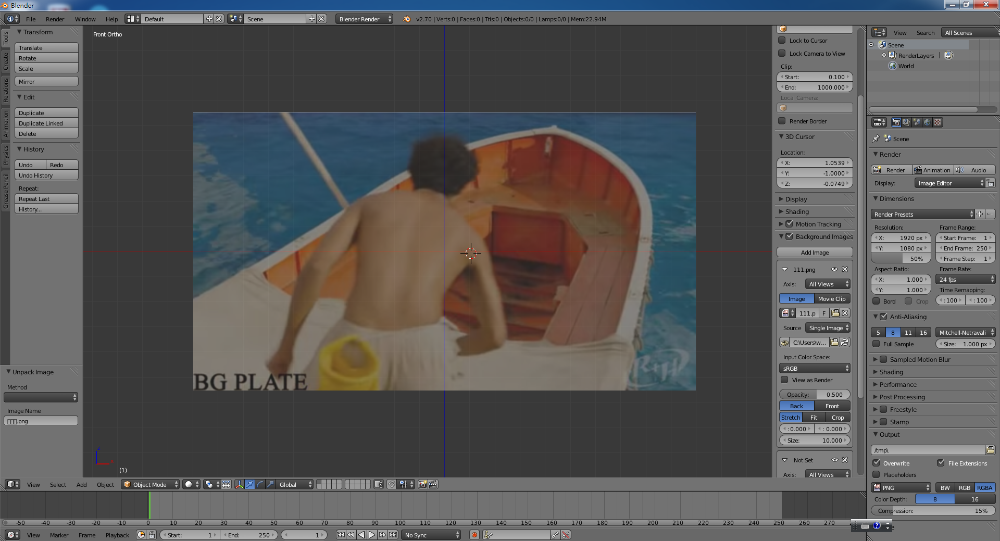 Blender
File Render Window Help Default Scene Blender Render v2.70 | Verts:0 | Faces:0 | Tris:0 | Objects:0/0 | Lamps:0/0 | Mem:22.94M
Tools
Create
Relations
Animation
Physics
Grease Pencil
Transform
Translate
Rotate
Scale
Mirror
Edit
Duplicate
Duplicate Linked
Delete
History
Undo Redo
Undo History
Repeat:
Repeat Last
History...
Unpack Image
Method
Image Name
.png
Front Ortho
BG PLATE
R+H
z
x
(1)
Lock to Cursor
Lock Camera to View
Clip:
Start: 0.100
End: 1000.000
Local Camera:
Render Border
3D Cursor
Location:
X: 1.0539
Y: -1.0000
Z: -0.0749
Display
Shading
Motion Tracking
Background Images
Add Image
111.png
Axis: All Views
Image Movie Clip
111.p F
Source Single Image
C:\Users\w...
Input Color Space:
sRGB
View as Render
Opacity: 0.500
Back Front
Stretch Fit Crop
: 0.000 : 0.000
Size: 10.000
Not Set
Axis: All Views
View Search All Scenes
Scene
RenderLayers |
World
Scene
Render
Render Animation Audio
Display: Image Editor
Dimensions
Render Presets
Resolution: Frame Range:
X: 1920 px Start Frame: 1
Y: 1080 px End Frame: 250
50% Frame Step: 1
Aspect Ratio: Frame Rate:
X: 1.000 24 fps
Y: 1.000 Time Remapping:
Bord Crop : 100 : 100
Anti-Aliasing
5 8 11 16 Mitchell-Netravali
Full Sample Size: 1.000 px
Sampled Motion Blur
Shading
Performance
Post Processing
Freestyle
Stamp
Output
/tmp\
Overwrite File Extensions
Placeholders
PNG BW RGB RGBA
Color Depth: 8 16
Compression: 15%
View Select Add Object Object Mode Global
-50 -40 -30 -20 -10 0 10 20 30 40 50 60 70 80 90 100 110 120 130 140 150 160 170 180 190 200 210 220 230 240 250 260 270
View Marker Frame Playback Start: 1 End: 250 1 No Sync